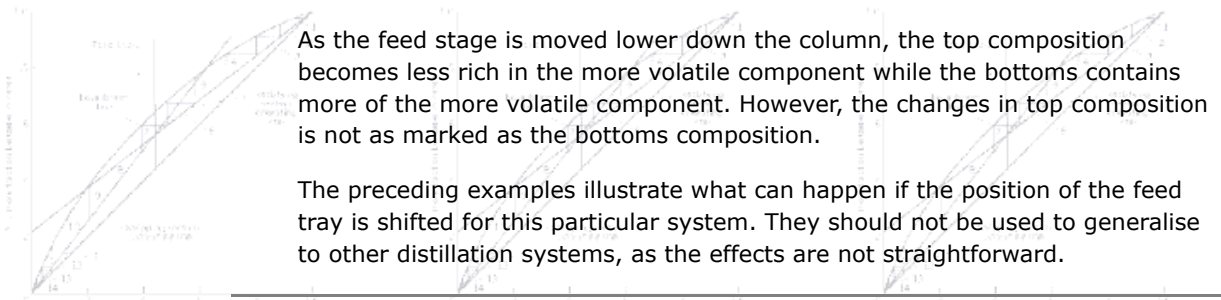 As the feed stage is moved lower down the column, the top composition
becomes less rich in the more volatile component while the bottoms contains
more of the more volatile component. However, the changes in top composition
is not as marked as the bottoms composition.
The preceding examples illustrate what can happen if the position of the feed
tray is shifted for this particular system. They should not be used to generalise
to other distillation systems, as the effects are not straightforward.